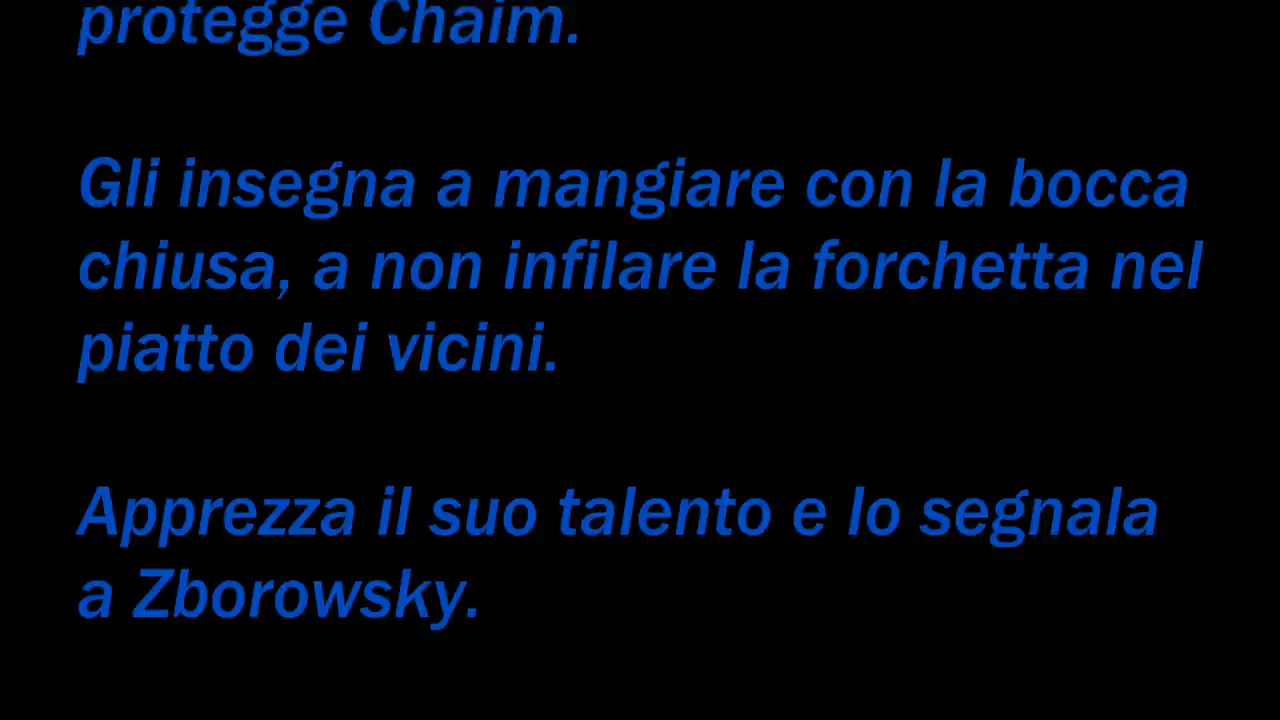 protegge Chaim.
Gli insegna a mangiare con la bocca
chiusa, a non infilare la forchetta nel
piatto dei vicini.
Apprezza il suo talento e lo segnala
a Zborowsky.